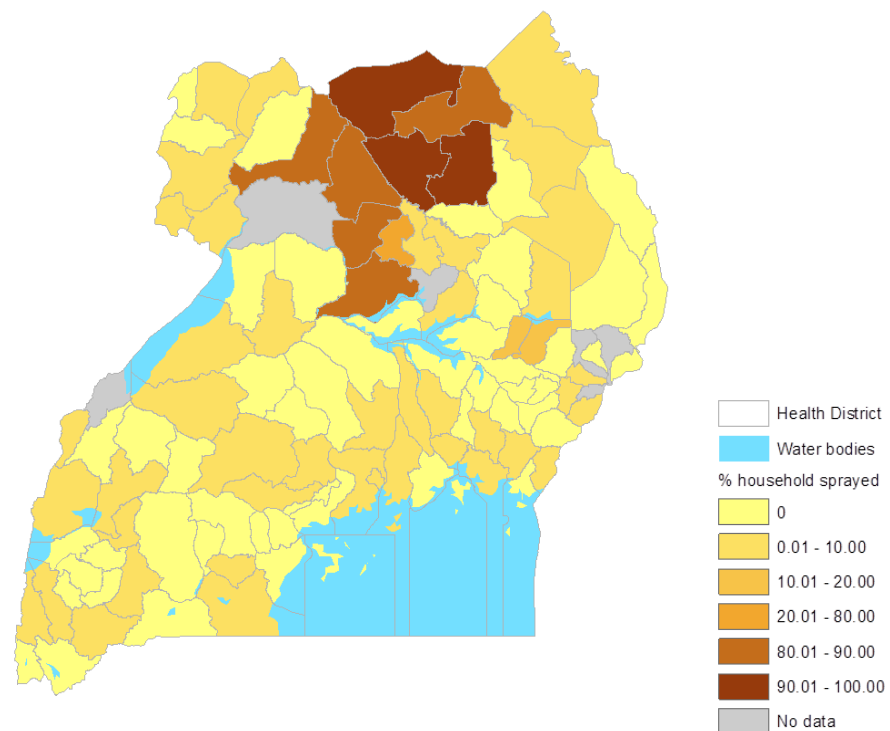 Health District
Water bodies
% household sprayed
0
0.01 - 10.00
10.01 - 20.00
20.01 - 80.00
80.01 - 90.00
90.01 - 100.00
No data